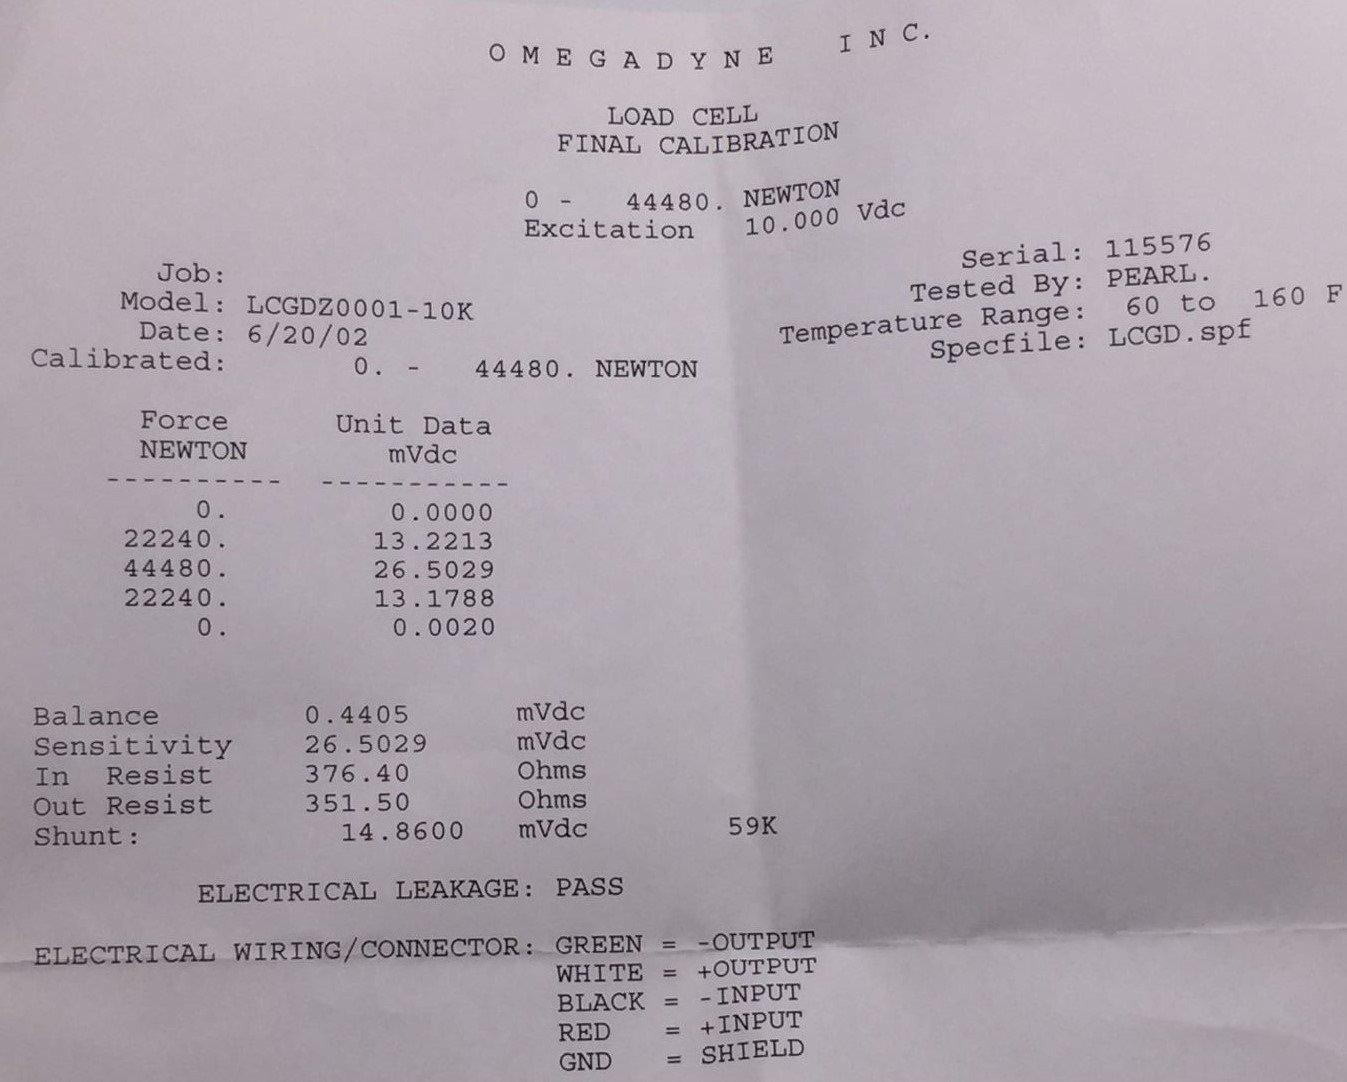 OMEGADYNE INC.
LOAD CELL
FINAL CALIBRATION
0 - 44480. NEWTON
Excitation 10.000 Vdc
Job:
Model: LCGDZ0001-10K
Date: 6/20/02
Calibrated: 0. - 44480. NEWTON
Serial: 115576
Tested By: PEARL.
Temperature Range: 60 to 160 F
Specfile: LCGD.spf
Force Unit Data
NEWTON mVdc
---------- -----------
0. 0.0000
22240. 13.2213
44480. 26.5029
22240. 13.1788
0. 0.0020
Balance 0.4405 mVdc
Sensitivity 26.5029 mVdc
In Resist 376.40 Ohms
Out Resist 351.50 Ohms
Shunt: 14.8600 mVdc 59K
ELECTRICAL LEAKAGE: PASS
ELECTRICAL WIRING/CONNECTOR: GREEN = -OUTPUT
WHITE = +OUTPUT
BLACK = -INPUT
RED = +INPUT
GND = SHIELD